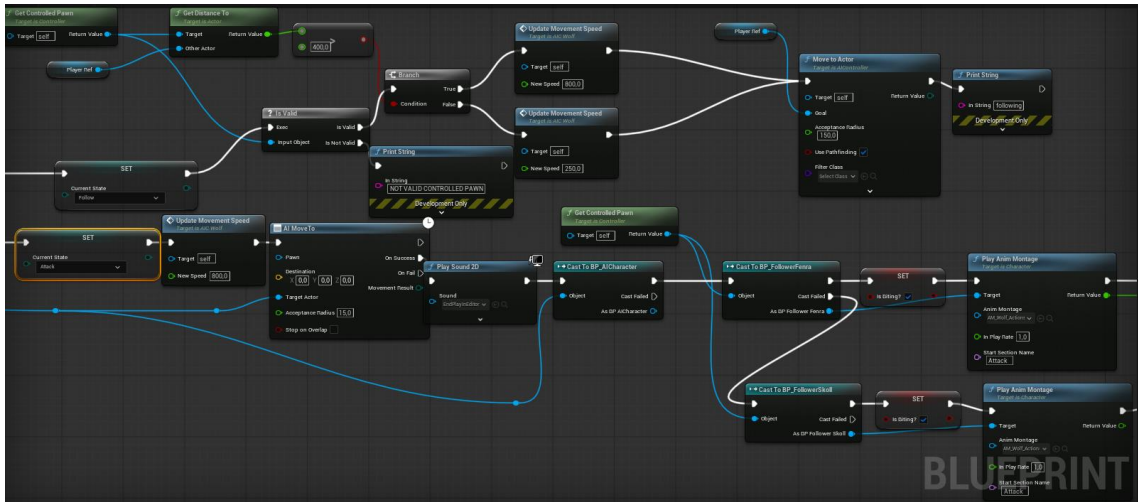 Get Controlled Pawn
Target is Controller
Target self Return Value
Get Distance To
Target is Actor
Target Return Value
Other Actor
400,0 >
Player Ref
Branch
True
Condition False
Update Movement Speed
Target is AIC Wolf
Target self
New Speed 800,0
Update Movement Speed
Target is AIC Wolf
Target self
New Speed 250,0
Player Ref
Move to Actor
Target is AIController
Target self Return Value
Goal
Acceptance Radius
150,0
Use Pathfinding
Filter Class
Select Class
Print String
In String following
Development Only
? Is Valid
Exec Is Valid
Input Object Is Not Valid
Print String
In String
NOT VALID CONTROLLED PAWN
Development Only
SET
Current State
Follow
SET
Current State
Attack
Update Movement Speed
Target is AIC Wolf
Target self
New Speed 800,0
AI MoveTo
Pawn On Success
Destination On Fail
X 0,0 Y 0,0 Z 0,0
Movement Result
Target Actor
Acceptance Radius 15,0
Stop on Overlap
Play Sound 2D
Sound
EndPlayInEditor
Cast To BP_AICharacter
Object Cast Failed
As BP AICharacter
Get Controlled Pawn
Target is Controller
Target self Return Value
Cast To BP_FollowerFenra
Object Cast Failed
As BP Follower Fenra
SET
Is Biting?
Play Anim Montage
Target is Character
Target Return Value
Anim Montage
AM_Wolf_Action
In Play Rate 1,0
Start Section Name
Attack
Cast To BP_FollowerSkoll
Object Cast Failed
As BP Follower Skoll
SET
Is Biting?
Play Anim Montage
Target is Character
Target Return Value
Anim Montage
AM_Wolf_Action
In Play Rate 1,0
Start Section Name
Attack
BLUEPRINT